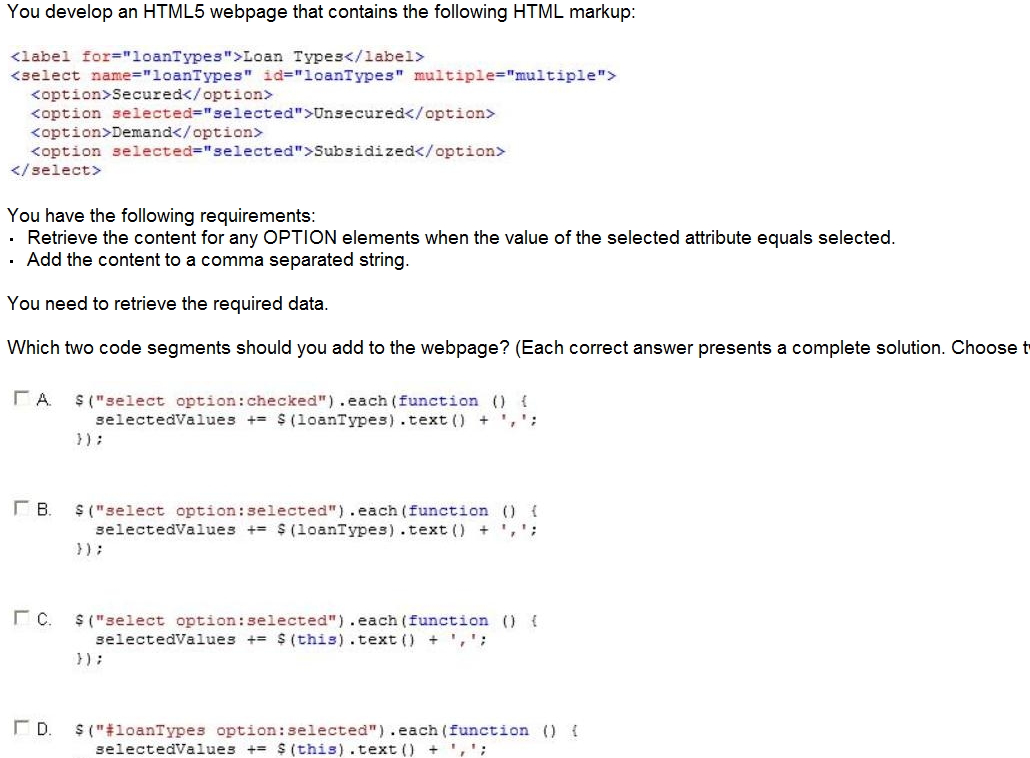 You develop an HTML5 webpage that contains the following HTML markup:
<label for="loanTypes">Loan Types</label>
<select name="loanTypes" id="loanTypes" multiple="multiple">
<option>Secured</option>
<option selected="selected">Unsecured</option>
<option>Demand</option>
<option selected="selected">Subsidized</option>
</select>
You have the following requirements:
· Retrieve the content for any OPTION elements when the value of the selected attribute equals selected.
· Add the content to a comma separated string.
You need to retrieve the required data.
Which two code segments should you add to the webpage? (Each correct answer presents a complete solution. Choose
A. $("select option:checked").each(function () {
selectedValues += $(loanTypes).text() + ',';
});
B. $("select option:selected").each(function () {
selectedValues += $(loanTypes).text() + ',';
});
C. $("select option:selected").each(function () {
selectedValues += $(this).text() + ',';
});
D. $("#loanTypes option:selected").each(function () {
selectedValues += $(this).text() + ',';